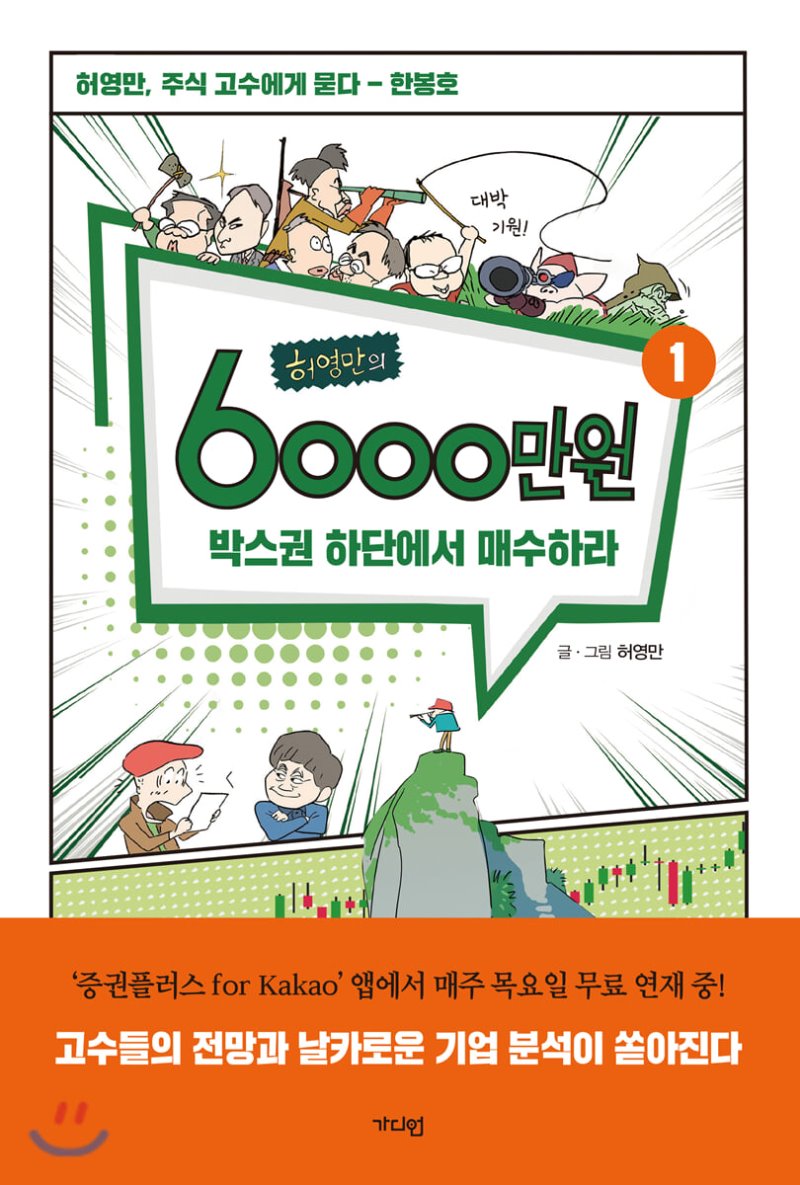 허영만, 주식 고수에게 묻다 – 한봉호
대박
기원!
허영만의
1
6000만원
박스권 하단에서 매수하라
글·그림 허영만
‘증권플러스 for Kakao’ 앱에서 매주 목요일 무료 연재 중!
고수들의 전망과 날카로운 기업 분석이 쏟아진다
가디언